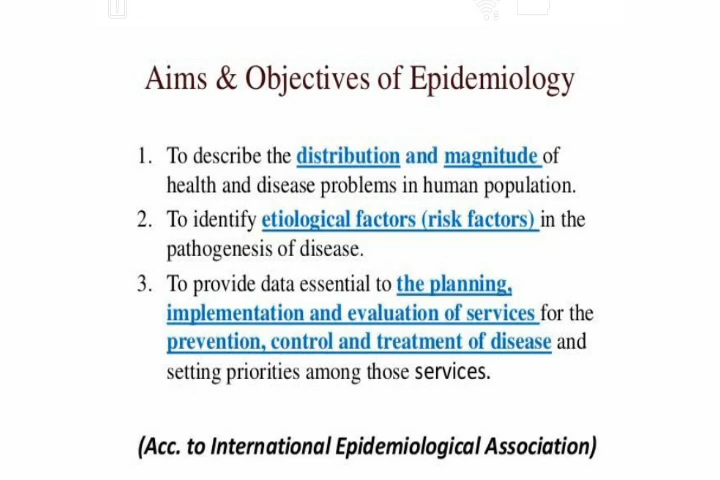 Aims & Objectives of Epidemiology
1. To describe the distribution and magnitude of
health and disease problems in human population.
2. To identify etiological factors (risk factors) in the
pathogenesis of disease.
3. To provide data essential to the planning,
implementation and evaluation of services for the
prevention, control and treatment of disease and
setting priorities among those services.
(Acc. to International Epidemiological Association)